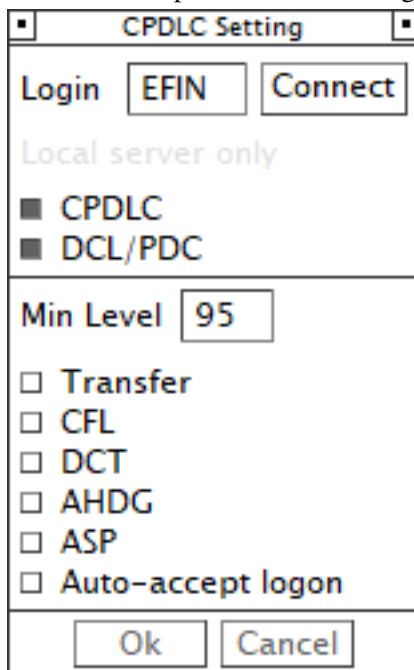 CPDLC Setting
Login EFIN Connect
Local server only
CPDLC
DCL/PDC
Min Level 95
Transfer
CFL
DCT
AHDG
ASP
Auto-accept logon
Ok Cancel